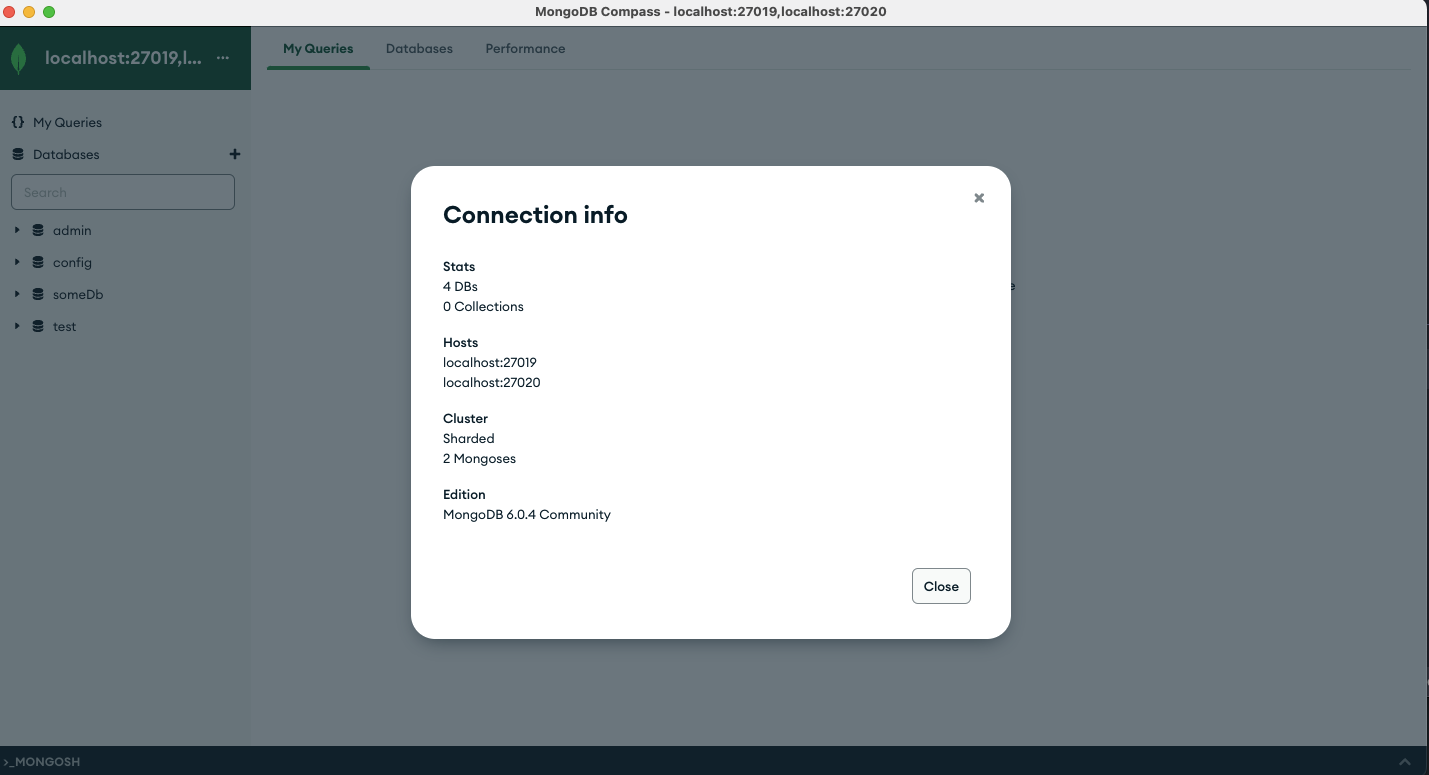 MongoDB Compass - localhost:27019,localhost:27020
localhost:27019,l...
My Queries
Databases
Performance
My Queries
Databases
Search
admin
config
someDb
test
Connection info
Stats
4 DBs
0 Collections
Hosts
localhost:27019
localhost:27020
Cluster
Sharded
2 Mongoses
Edition
MongoDB 6.0.4 Community
Close
>_MONGOSH